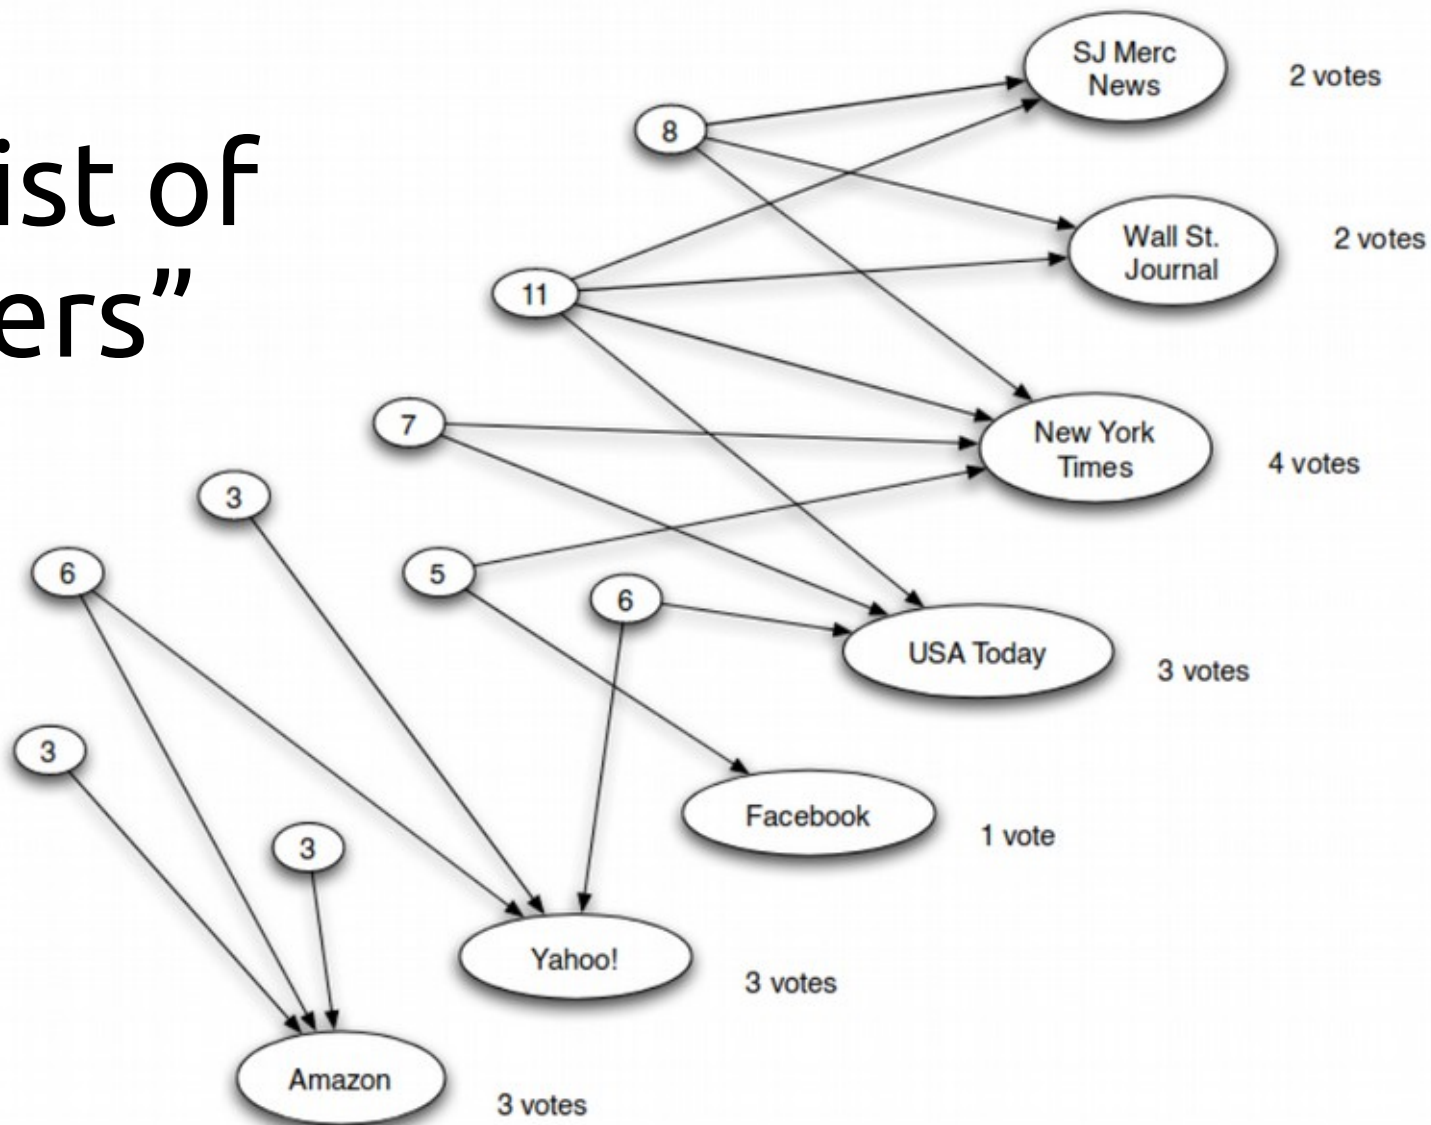 ist of
ers”
SJ Merc
News
2 votes
8
Wall St.
Journal
2 votes
11
7
New York
Times
4 votes
3
6
5
6
USA Today
3 votes
3
Facebook
1 vote
3
Yahoo!
3 votes
Amazon
3 votes